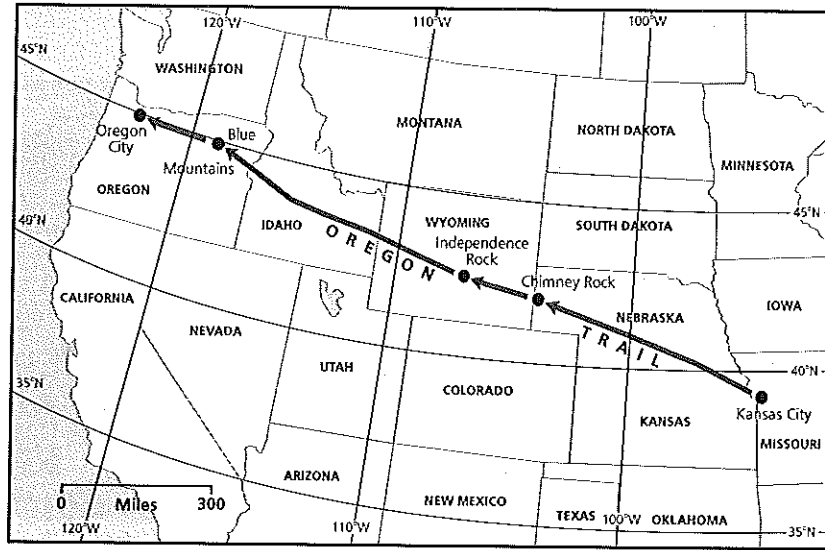 120°W
110°W
100°W
45°N
WASHINGTON
MONTANA
NORTH DAKOTA
MINNESOTA
Oregon
City
Blue
Mountains
OREGON
IDAHO
WYOMING
SOUTH DAKOTA
45°N
OREGON
Independence
Rock
Chimney Rock
40°N
CALIFORNIA
NEVADA
NEBRASKA
IOWA
TRAIL
UTAH
COLORADO
40°N
KANSAS
Kansas City
MISSOURI
35°N
ARIZONA
NEW MEXICO
TEXAS
OKLAHOMA
0 Miles 300
120°W
110°W
100°W
35°N